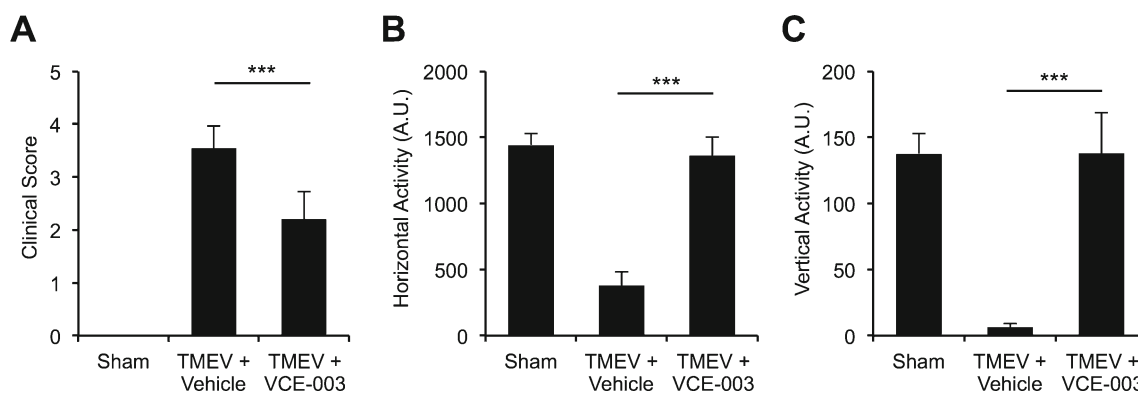 A
Clinical Score
5
4
3
2
1
0
***
Sham
TMEV +
Vehicle
TMEV +
VCE-003
B
Horizontal Activity (A.U.)
2000
1500
1000
500
0
***
Sham
TMEV +
Vehicle
TMEV +
VCE-003
C
Vertical Activity (A.U.)
200
150
100
50
0
***
Sham
TMEV +
Vehicle
TMEV +
VCE-003